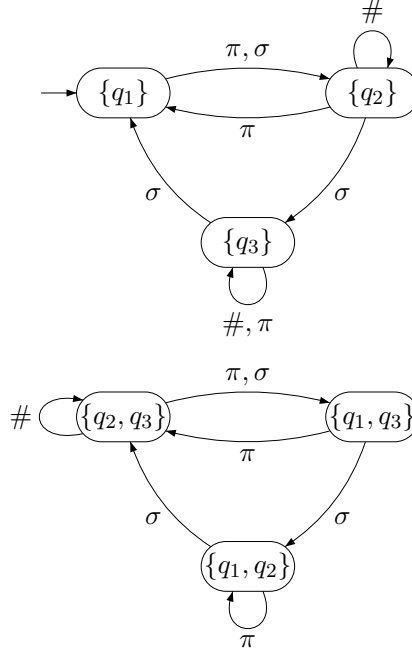 #
π, σ
{q₁}
{q₂}
π
σ
σ
{q₃}
#, π
π, σ
#
{q₂, q₃}
{q₁, q₃}
π
σ
σ
{q₁, q₂}
π